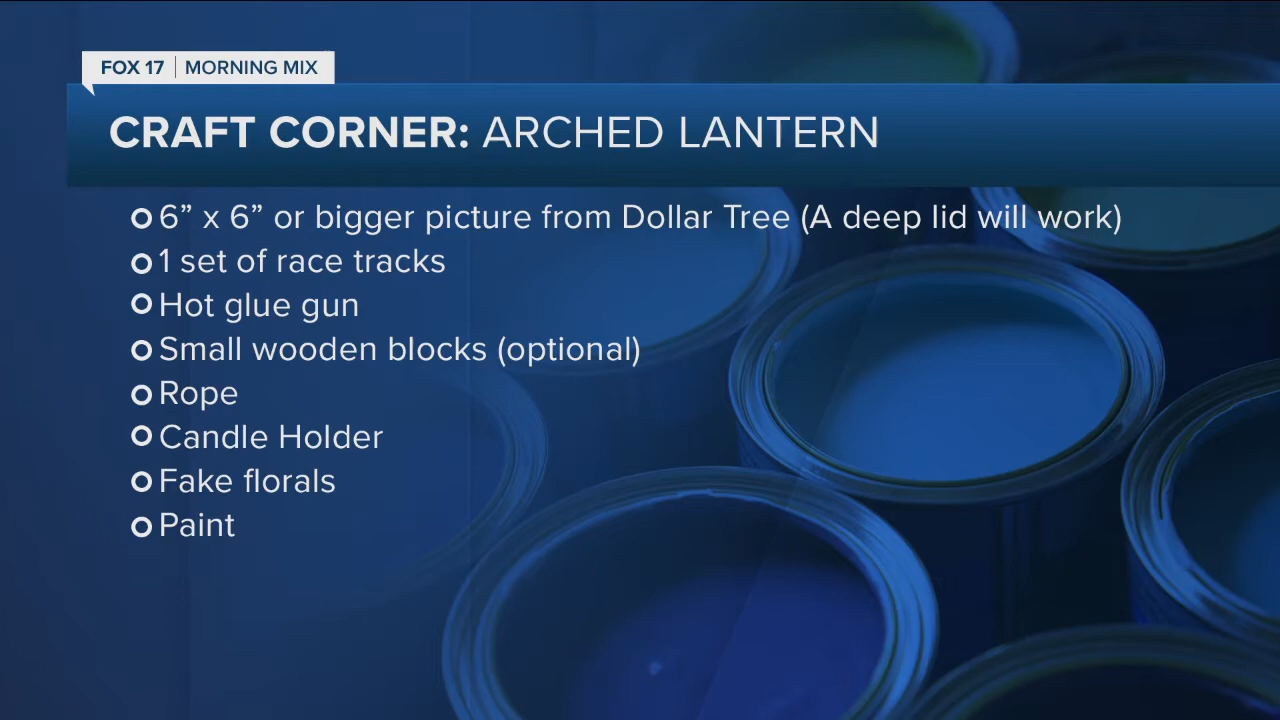 FOX 17 | MORNING MIX
CRAFT CORNER: ARCHED LANTERN
6” x 6” or bigger picture from Dollar Tree (A deep lid will work)
1 set of race tracks
Hot glue gun
Small wooden blocks (optional)
Rope
Candle Holder
Fake florals
Paint